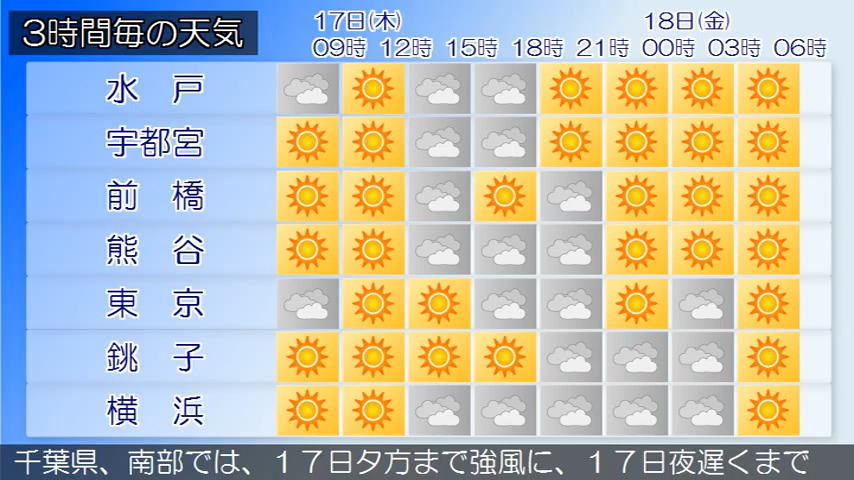 3時間毎の天気
17日(木) 18日(金)
09時 12時 15時 18時 21時 00時 03時 06時
水 戸
宇都宮
前 橋
熊 谷
東 京
銚 子
横 浜
千葉県、南部では、１７日夕方まで強風に、１７日夜遅くまで